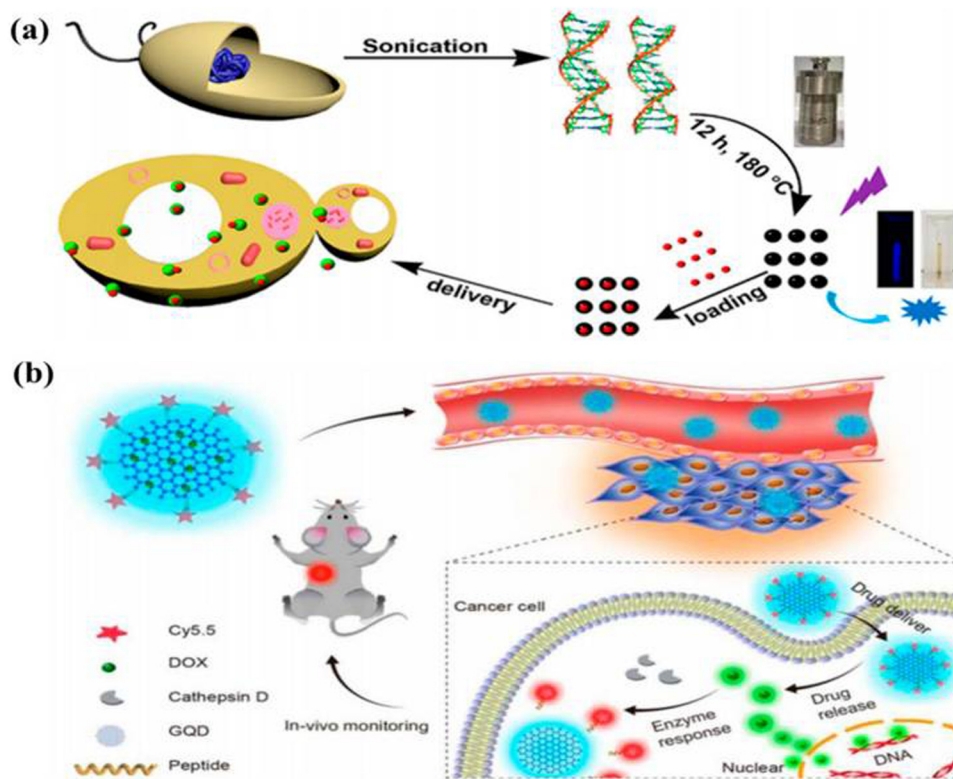 (a)
Sonication
12 h, 180 °C
loading
delivery
(b)
Cy5.5
DOX
Cathepsin D
GQD
Peptide
In-vivo monitoring
Cancer cell
Drug deliver
Drug
release
Enzyme
response
Nuclear
DNA